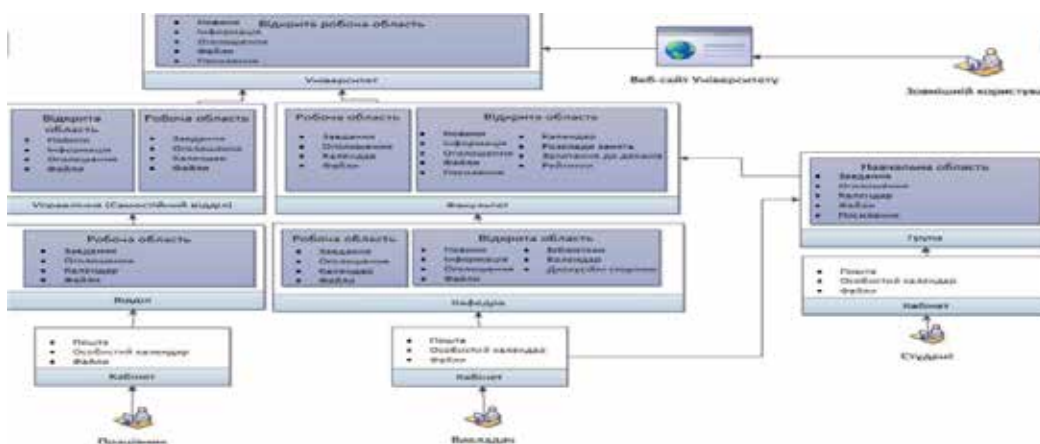 Відкрита робоча область
Новини
Інформація
Оголошення
Файли
Посилання
Університет
Веб-сайт Університету
Зовнішній користув
Відкрита область
Новини
Інформація
Оголошення
Файли
Робоча область
Завдання
Оголошення
Календар
Файли
Управління (Самостійний відділ)
Робоча область
Завдання
Оголошення
Календар
Файли
Відкрита область
Новини
Інформація
Оголошення
Файли
Посилання
Календар
Розклади занять
Запитання до декана
Рейтинги
Факультет
Навчальна область
Завдання
Оголошення
Календар
Файли
Посилання
Група
Робоча область
Завдання
Оголошення
Календар
Файли
Відділ
Робоча область
Завдання
Оголошення
Календар
Файли
Відкрита область
Новини
Інформація
Оголошення
Файли
Бібліотека
Календар
Дискусійні сторінки
Кафедра
Пошта
Особистий календар
Файли
Кабінет
Студент
Пошта
Особистий календар
Файли
Кабінет
Пошта
Особистий календар
Файли
Кабінет
Працівник
Викладач